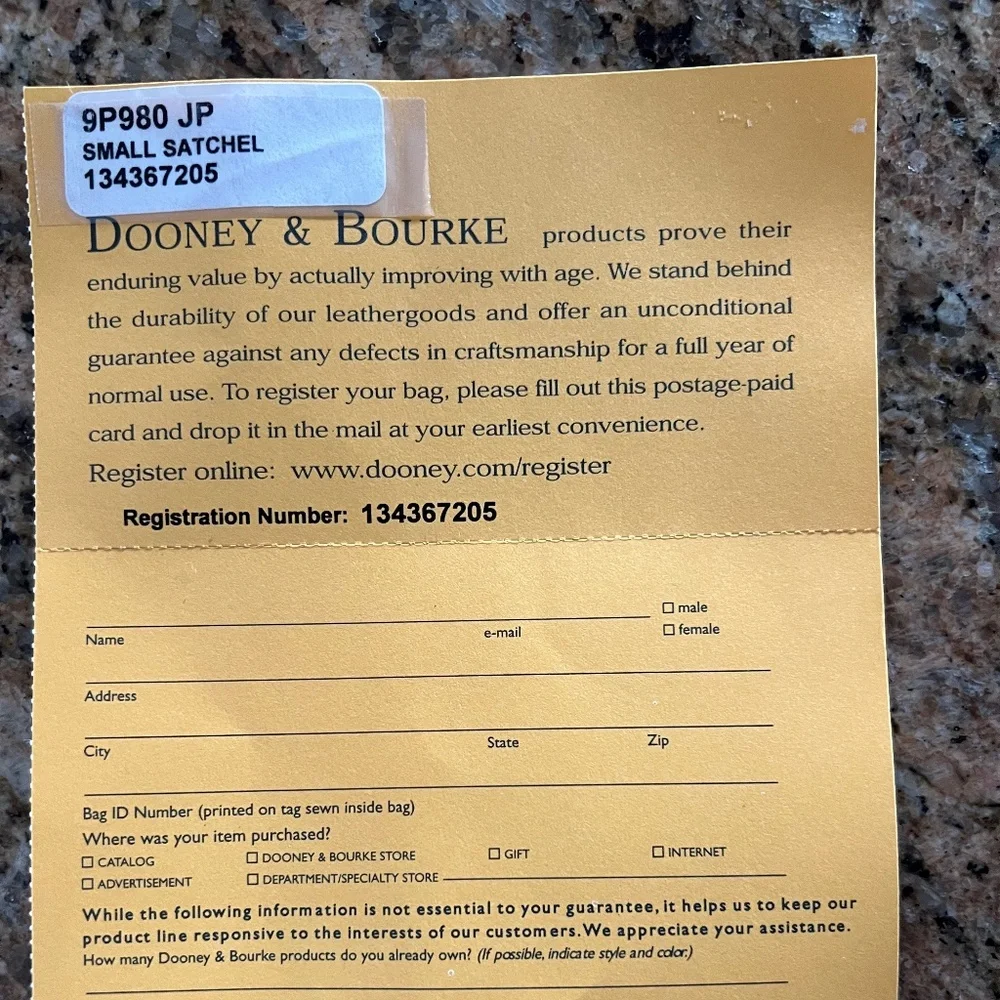 9P980 JP
SMALL SATCHEL
134367205
DOONEY & BOURKE products prove their
enduring value by actually improving with age. We stand behind
the durability of our leathergoods and offer an unconditional
guarantee against any defects in craftsmanship for a full year of
normal use. To register your bag, please fill out this postage-paid
card and drop it in the mail at your earliest convenience.
Register online: www.dooney.com/register
Registration Number: 134367205
male
Name e-mail female
Address
City State Zip
Bag ID Number (printed on tag sewn inside bag)
Where was your item purchased?
CATALOG DOONEY & BOURKE STORE GIFT INTERNET
ADVERTISEMENT DEPARTMENT/SPECIALTY STORE
While the following information is not essential to your guarantee, it helps us to keep our
product line responsive to the interests of our customers. We appreciate your assistance.
How many Dooney & Bourke products do you already own? (If possible, indicate style and color.)